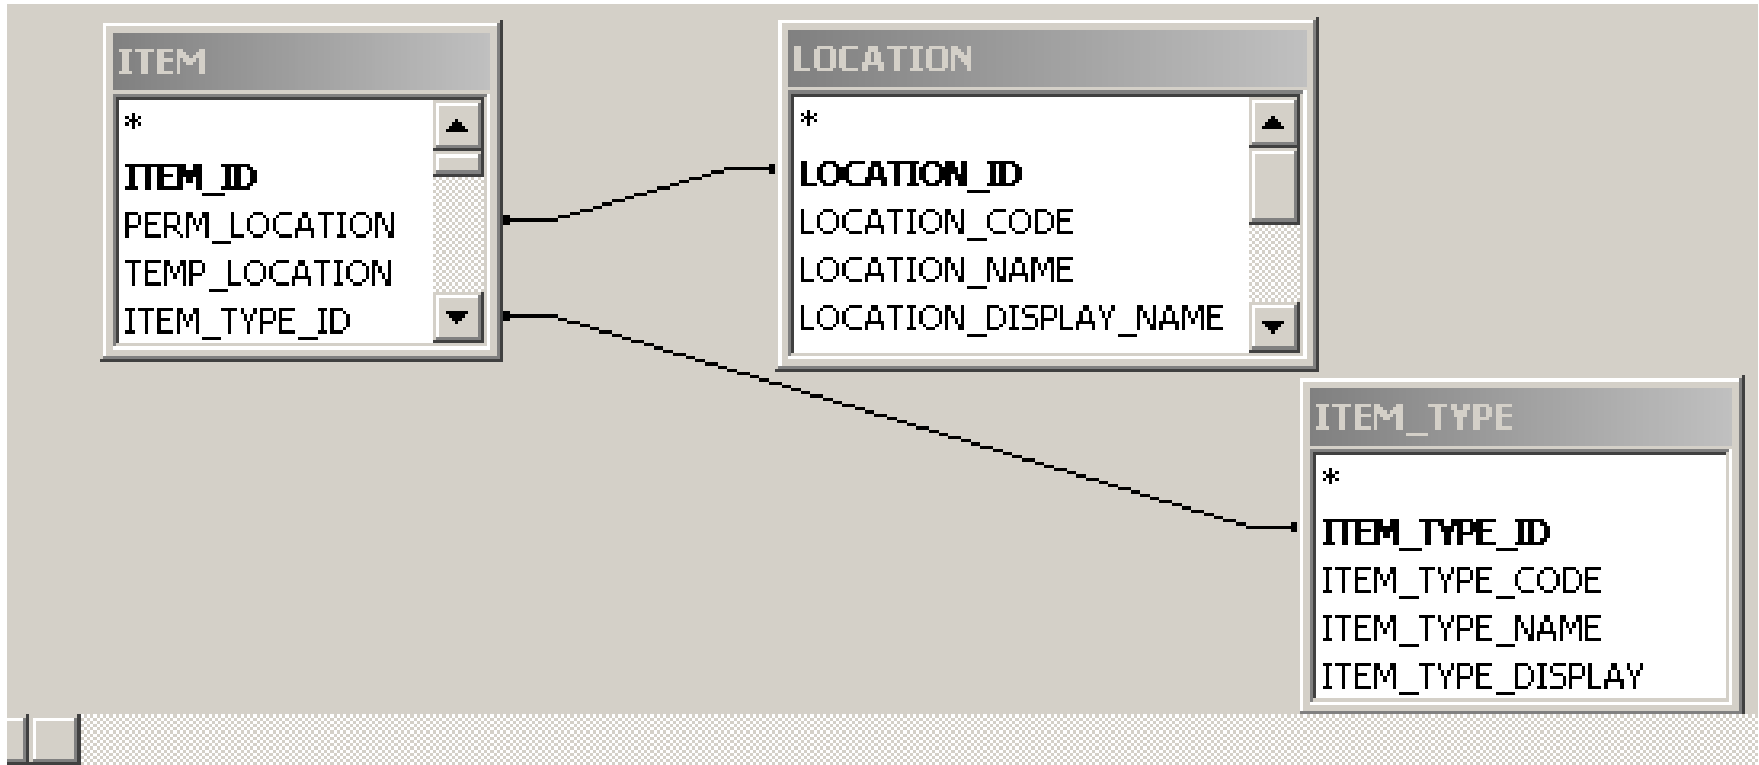 ITEM
*
ITEM_ID
PERM_LOCATION
TEMP_LOCATION
ITEM_TYPE_ID
LOCATION
*
LOCATION_ID
LOCATION_CODE
LOCATION_NAME
LOCATION_DISPLAY_NAME
ITEM_TYPE
*
ITEM_TYPE_ID
ITEM_TYPE_CODE
ITEM_TYPE_NAME
ITEM_TYPE_DISPLAY